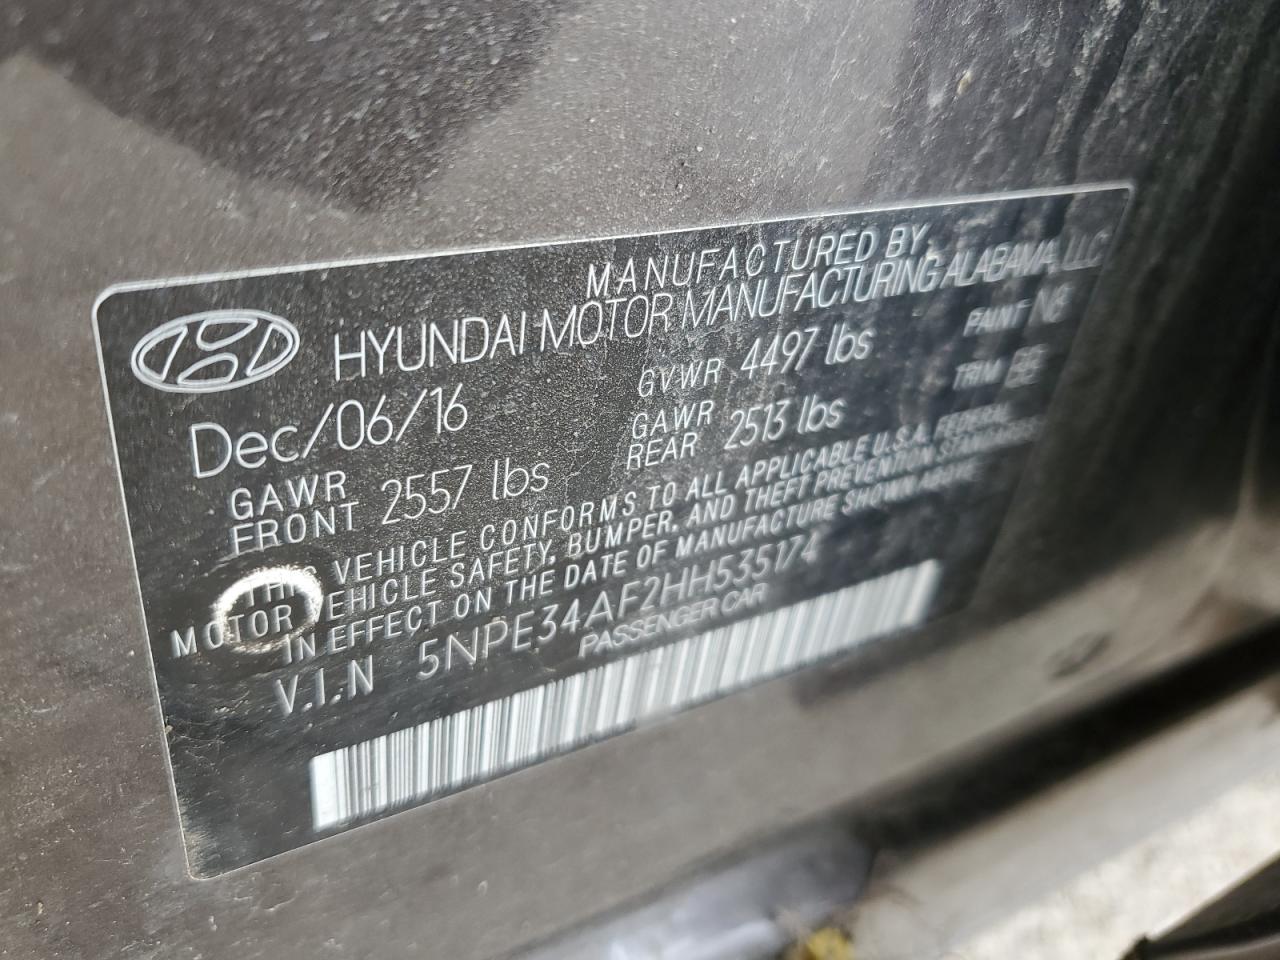 MANUFACTURED BY
HYUNDAI MOTOR MANUFACTURING ALABAMA, LLC
Dec/06/16
GVWR 4497 lbs
PAINT
GAWR FRONT 2557 lbs
GAWR REAR 2513 lbs
TRIM
THIS VEHICLE CONFORMS TO ALL APPLICABLE U.S.A. FEDERAL
MOTOR VEHICLE SAFETY, BUMPER, AND THEFT PREVENTION STANDARDS
IN EFFECT ON THE DATE OF MANUFACTURE SHOWN ABOVE
V.I.N 5NPE34AF2HH535174
PASSENGER CAR